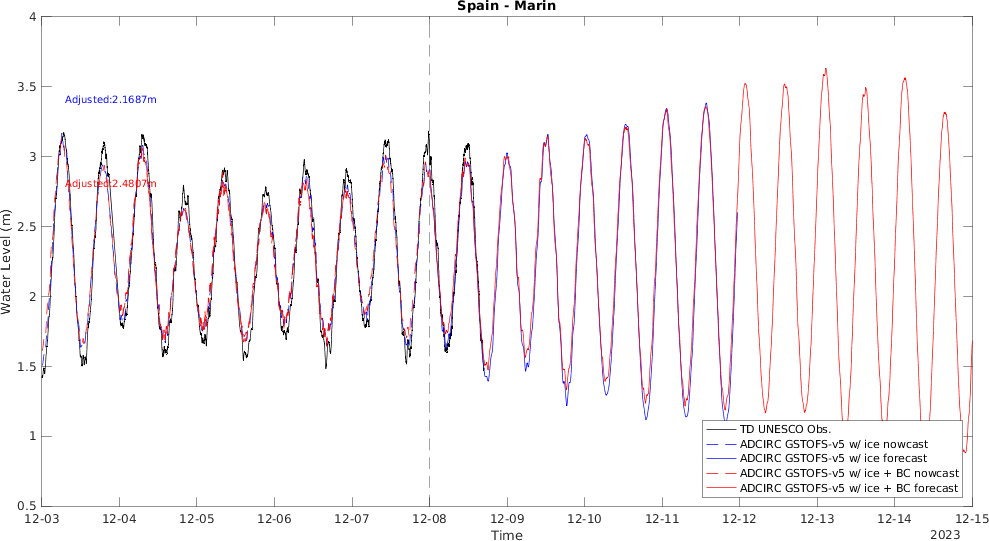 Spain - Marin
Water Level (m)
4
3.5
3
2.5
2
1.5
1
0.5
Adjusted:2.1687m
Adjusted:2.4807m
TD UNESCO Obs.
ADCIRC GSTOFS-v5 w/ ice nowcast
ADCIRC GSTOFS-v5 w/ ice forecast
ADCIRC GSTOFS-v5 w/ ice + BC nowcast
ADCIRC GSTOFS-v5 w/ ice + BC forecast
12-03 12-04 12-05 12-06 12-07 12-08 12-09 12-10 12-11 12-12 12-13 12-14 12-15
Time
2023